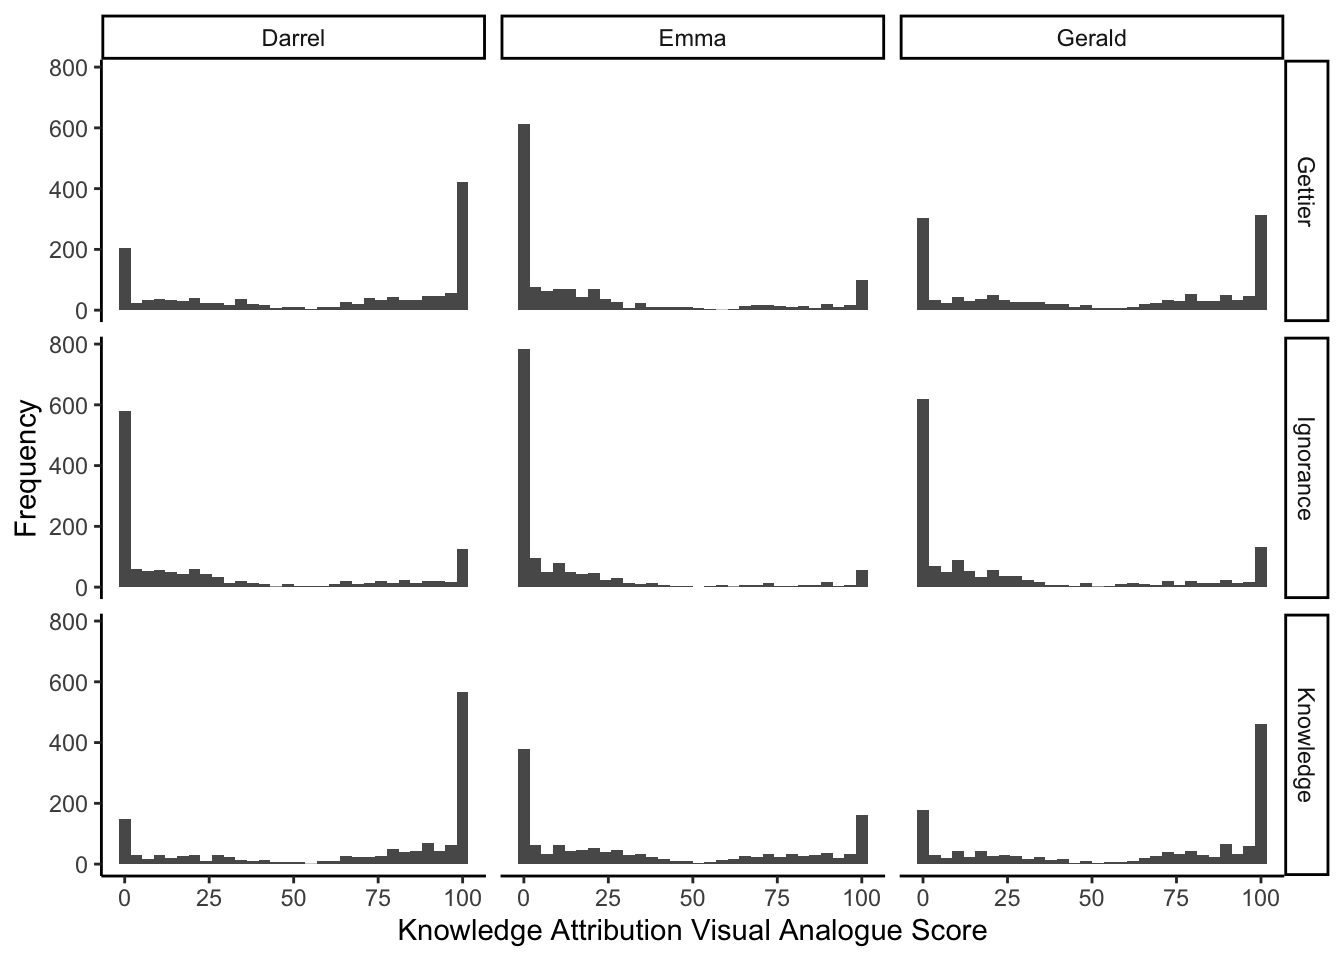 Darrel Emma Gerald
800
600
400
200
0
Gettier
800
600
400
200
0
Ignorance
800
600
400
200
0
Knowledge
Frequency
0 25 50 75 100 0 25 50 75 100 0 25 50 75 100
Knowledge Attribution Visual Analogue Score